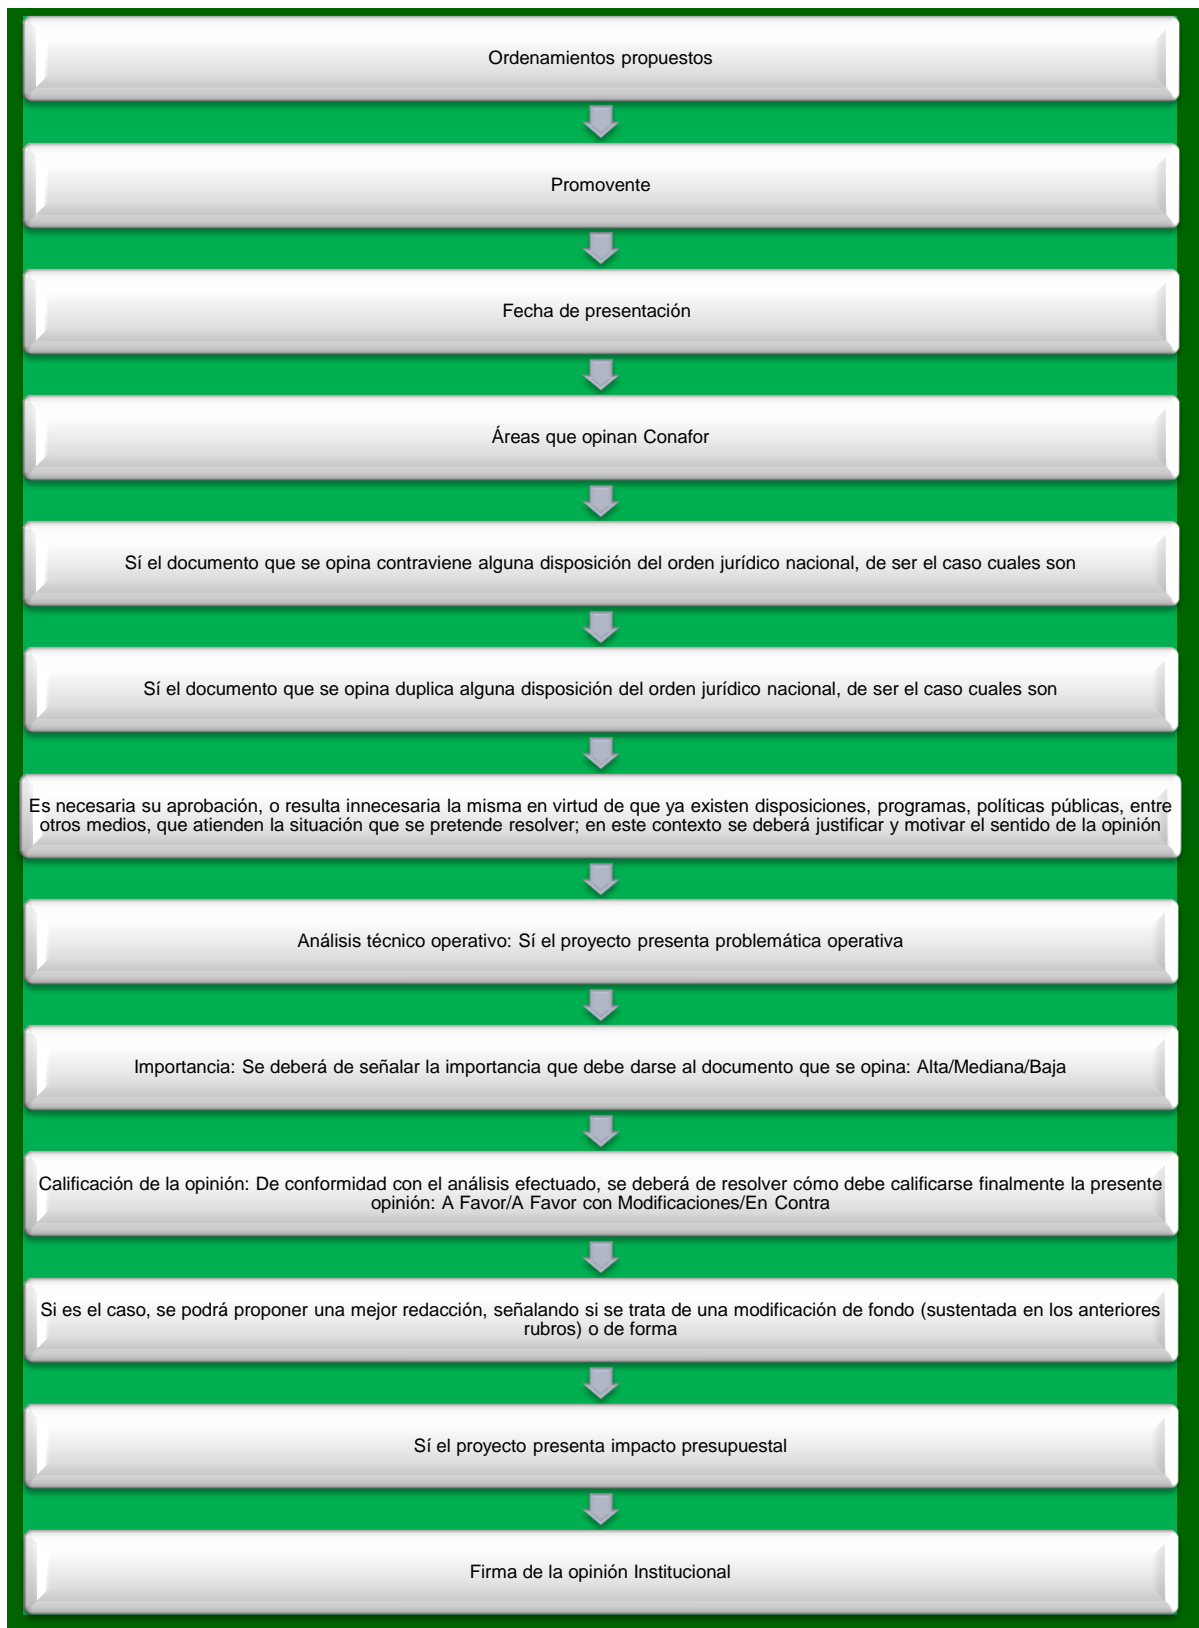 Ordenamientos propuestos
Promovente
Fecha de presentación
Áreas que opinan Conafor
Sí el documento que se opina contraviene alguna disposición del orden jurídico nacional, de ser el caso cuales son
Sí el documento que se opina duplica alguna disposición del orden jurídico nacional, de ser el caso cuales son
Es necesaria su aprobación, o resulta innecesaria la misma en virtud de que ya existen disposiciones, programas, políticas públicas, entre
otros medios, que atienden la situación que se pretende resolver; en este contexto se deberá justificar y motivar el sentido de la opinión
Análisis técnico operativo: Sí el proyecto presenta problemática operativa
Importancia: Se deberá de señalar la importancia que debe darse al documento que se opina: Alta/Mediana/Baja
Calificación de la opinión: De conformidad con el análisis efectuado, se deberá de resolver cómo debe calificarse finalmente la presente
opinión: A Favor/A Favor con Modificaciones/En Contra
Si es el caso, se podrá proponer una mejor redacción, señalando si se trata de una modificación de fondo (sustentada en los anteriores
rubros) o de forma
Sí el proyecto presenta impacto presupuestal
Firma de la opinión Institucional